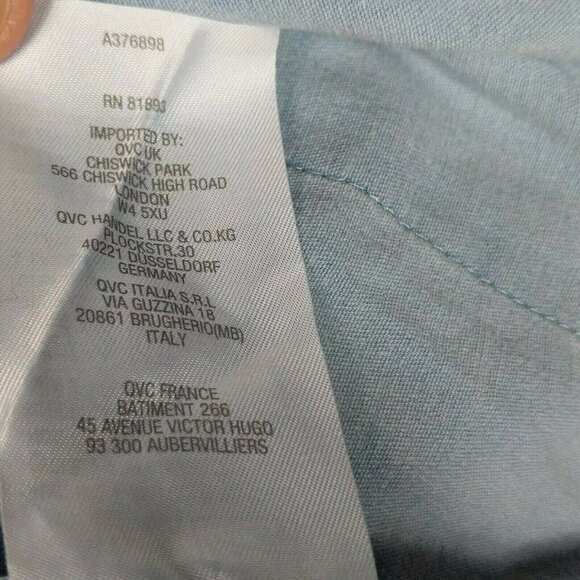 A376898
RN 81893
IMPORTED BY:
QVC UK
CHISWICK PARK
566 CHISWICK HIGH ROAD
LONDON
W4 5XU
QVC HANDEL LLC & CO.KG
PLOCKSTR.30
40221 DÜSSELDORF
GERMANY
QVC ITALIA S.R.L
VIA GUZZINA 18
20861 BRUGHERIO(MB)
ITALY
QVC FRANCE
BATIMENT 266
45 AVENUE VICTOR HUGO
93 300 AUBERVILLIERS